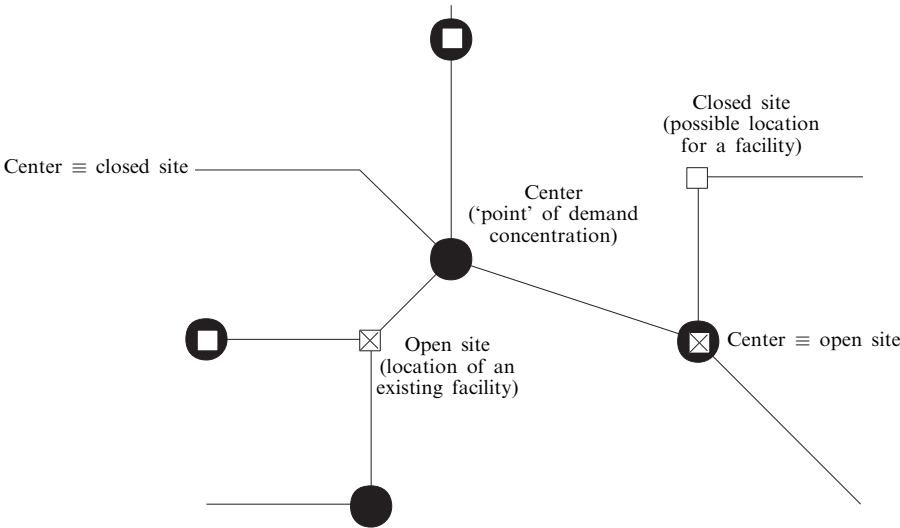 Closed site
(possible location
for a facility)
Center ≡ closed site
Center
(‘point’ of demand
concentration)
Open site
(location of an
existing facility)
Center ≡ open site